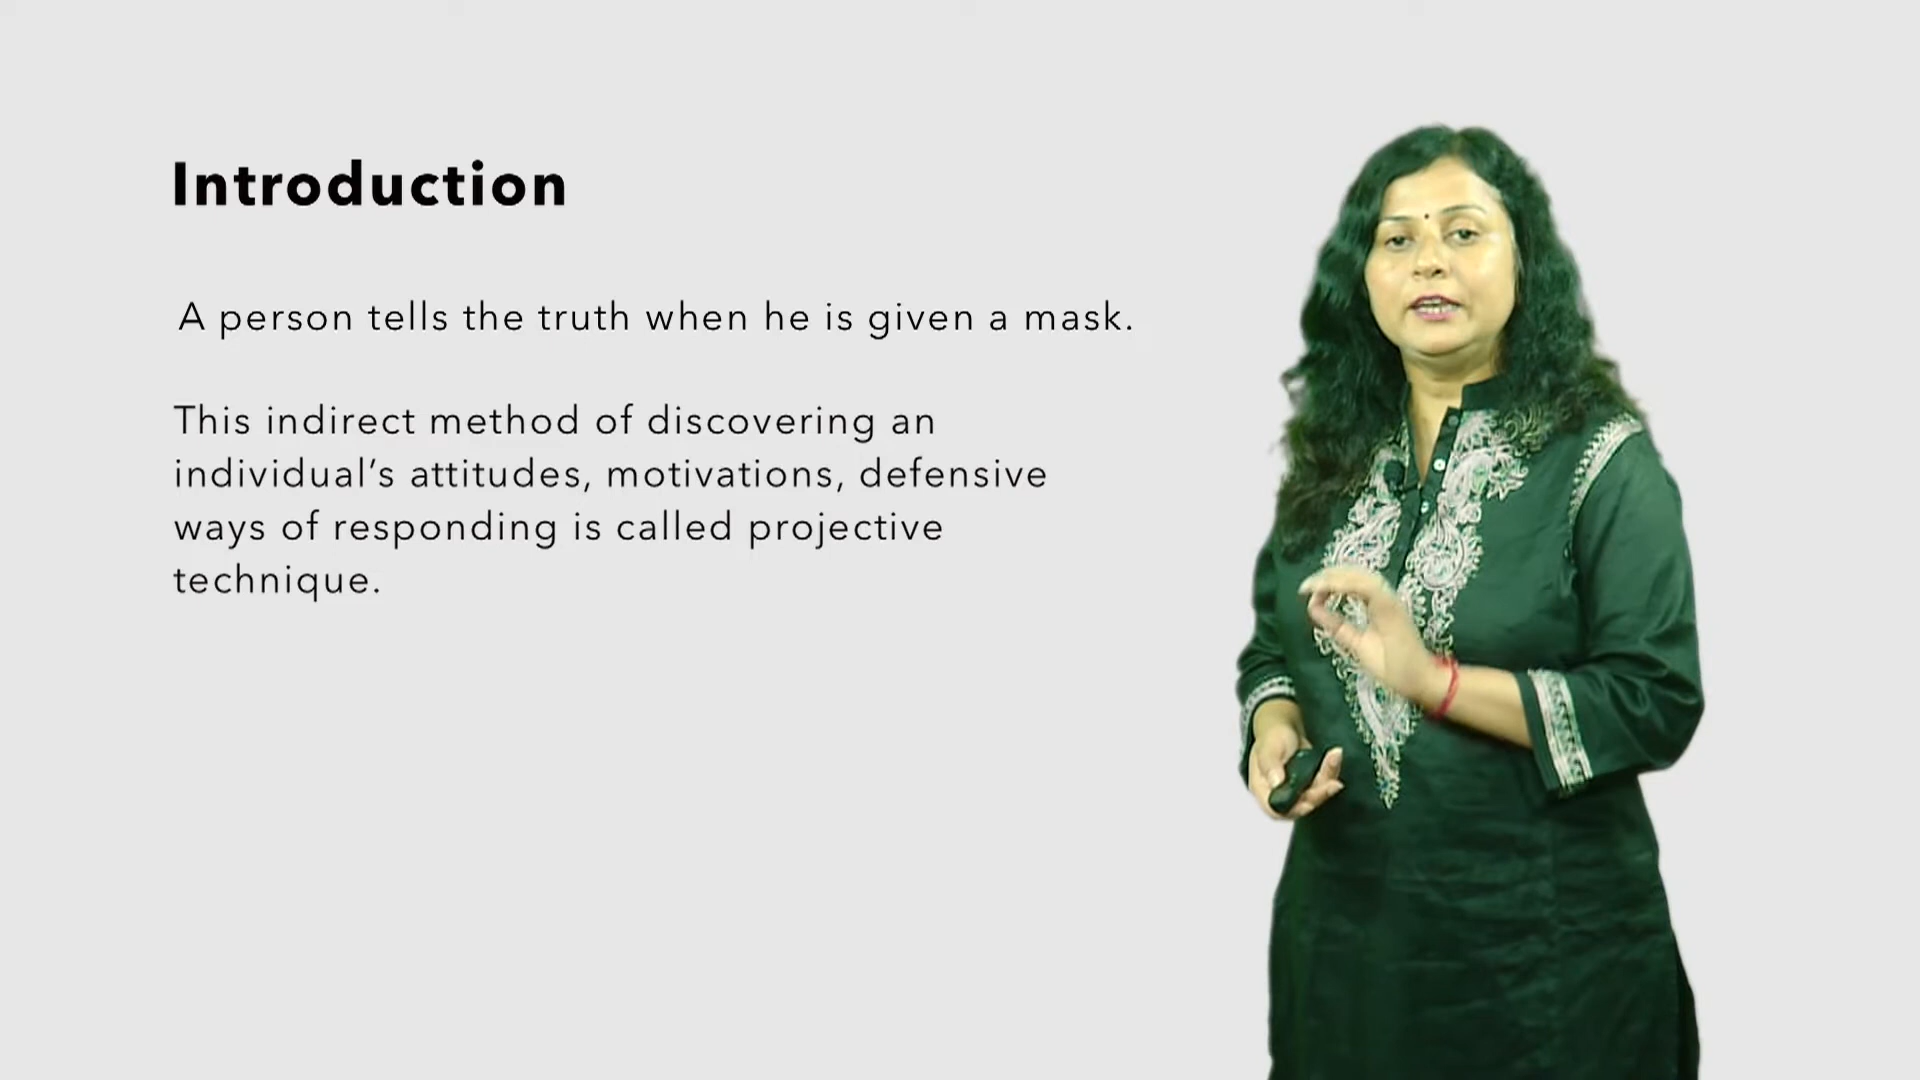 Introduction
A person tells the truth when he is given a mask.
This indirect method of discovering an
individual’s attitudes, motivations, defensive
ways of responding is called projective
technique.